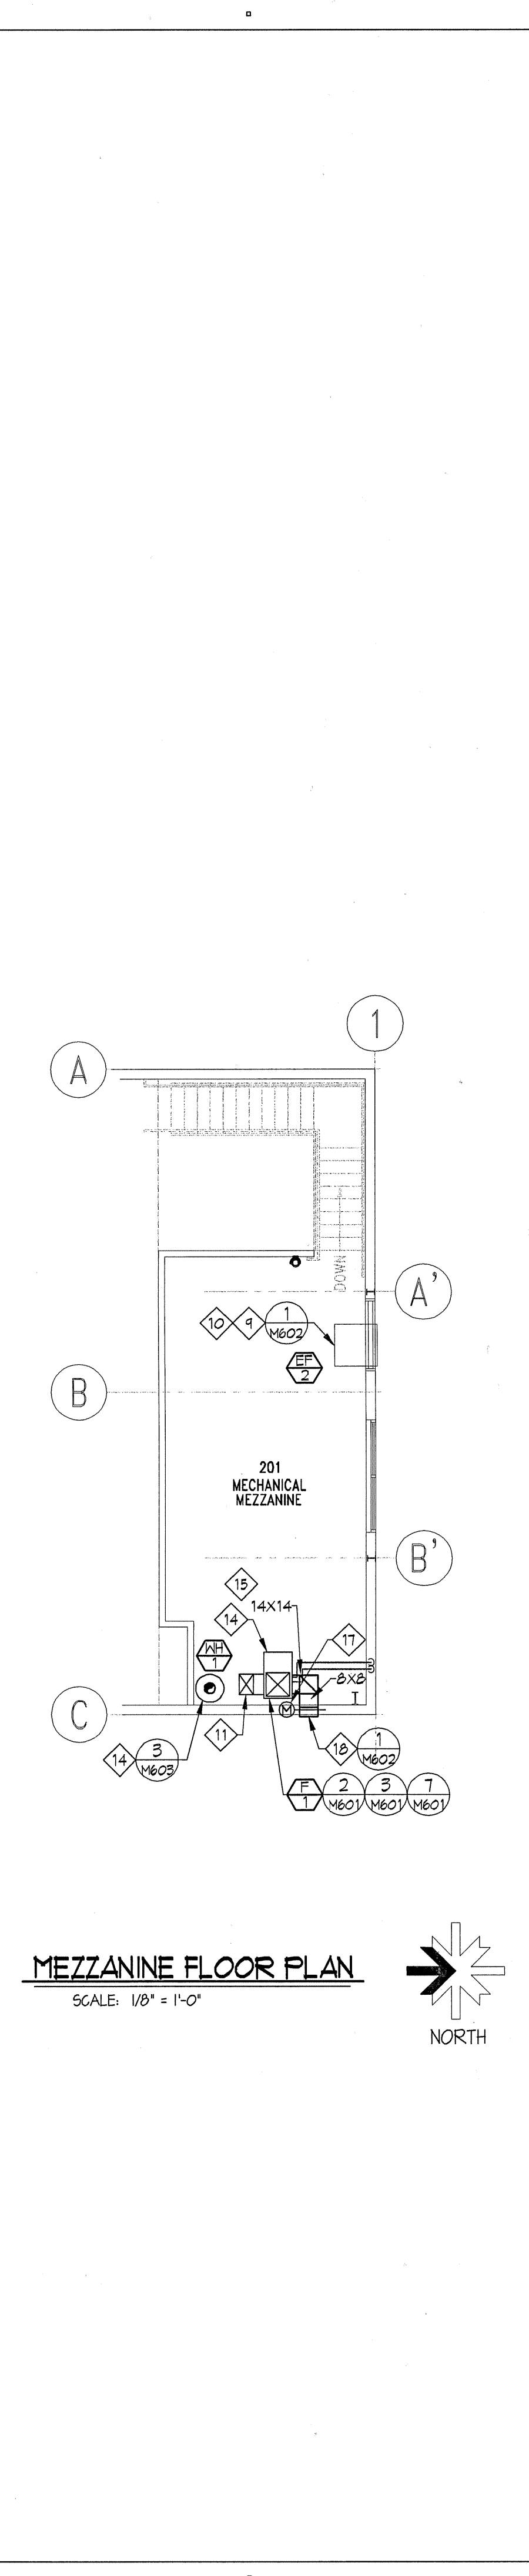 1
A
DOWN
A'
10 9 1
M602
EF
2
B
201
MECHANICAL
MEZZANINE
B'
15
14X14
14
17
WH
1
8X8
C
11
M
14 3
M603
18 1
M602
F
1
2
M601
3
M601
7
M601
MEZZANINE FLOOR PLAN
SCALE: 1/8" = 1'-0"
NORTH